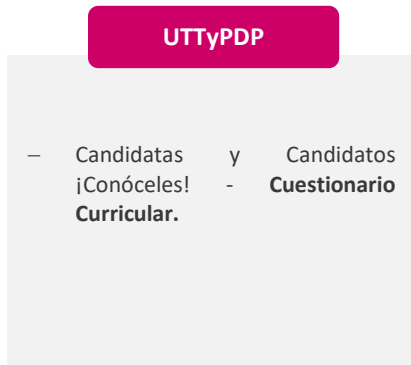 UTTyPDP
– Candidatas y Candidatos
¡Conóceles! - Cuestionario
Curricular.